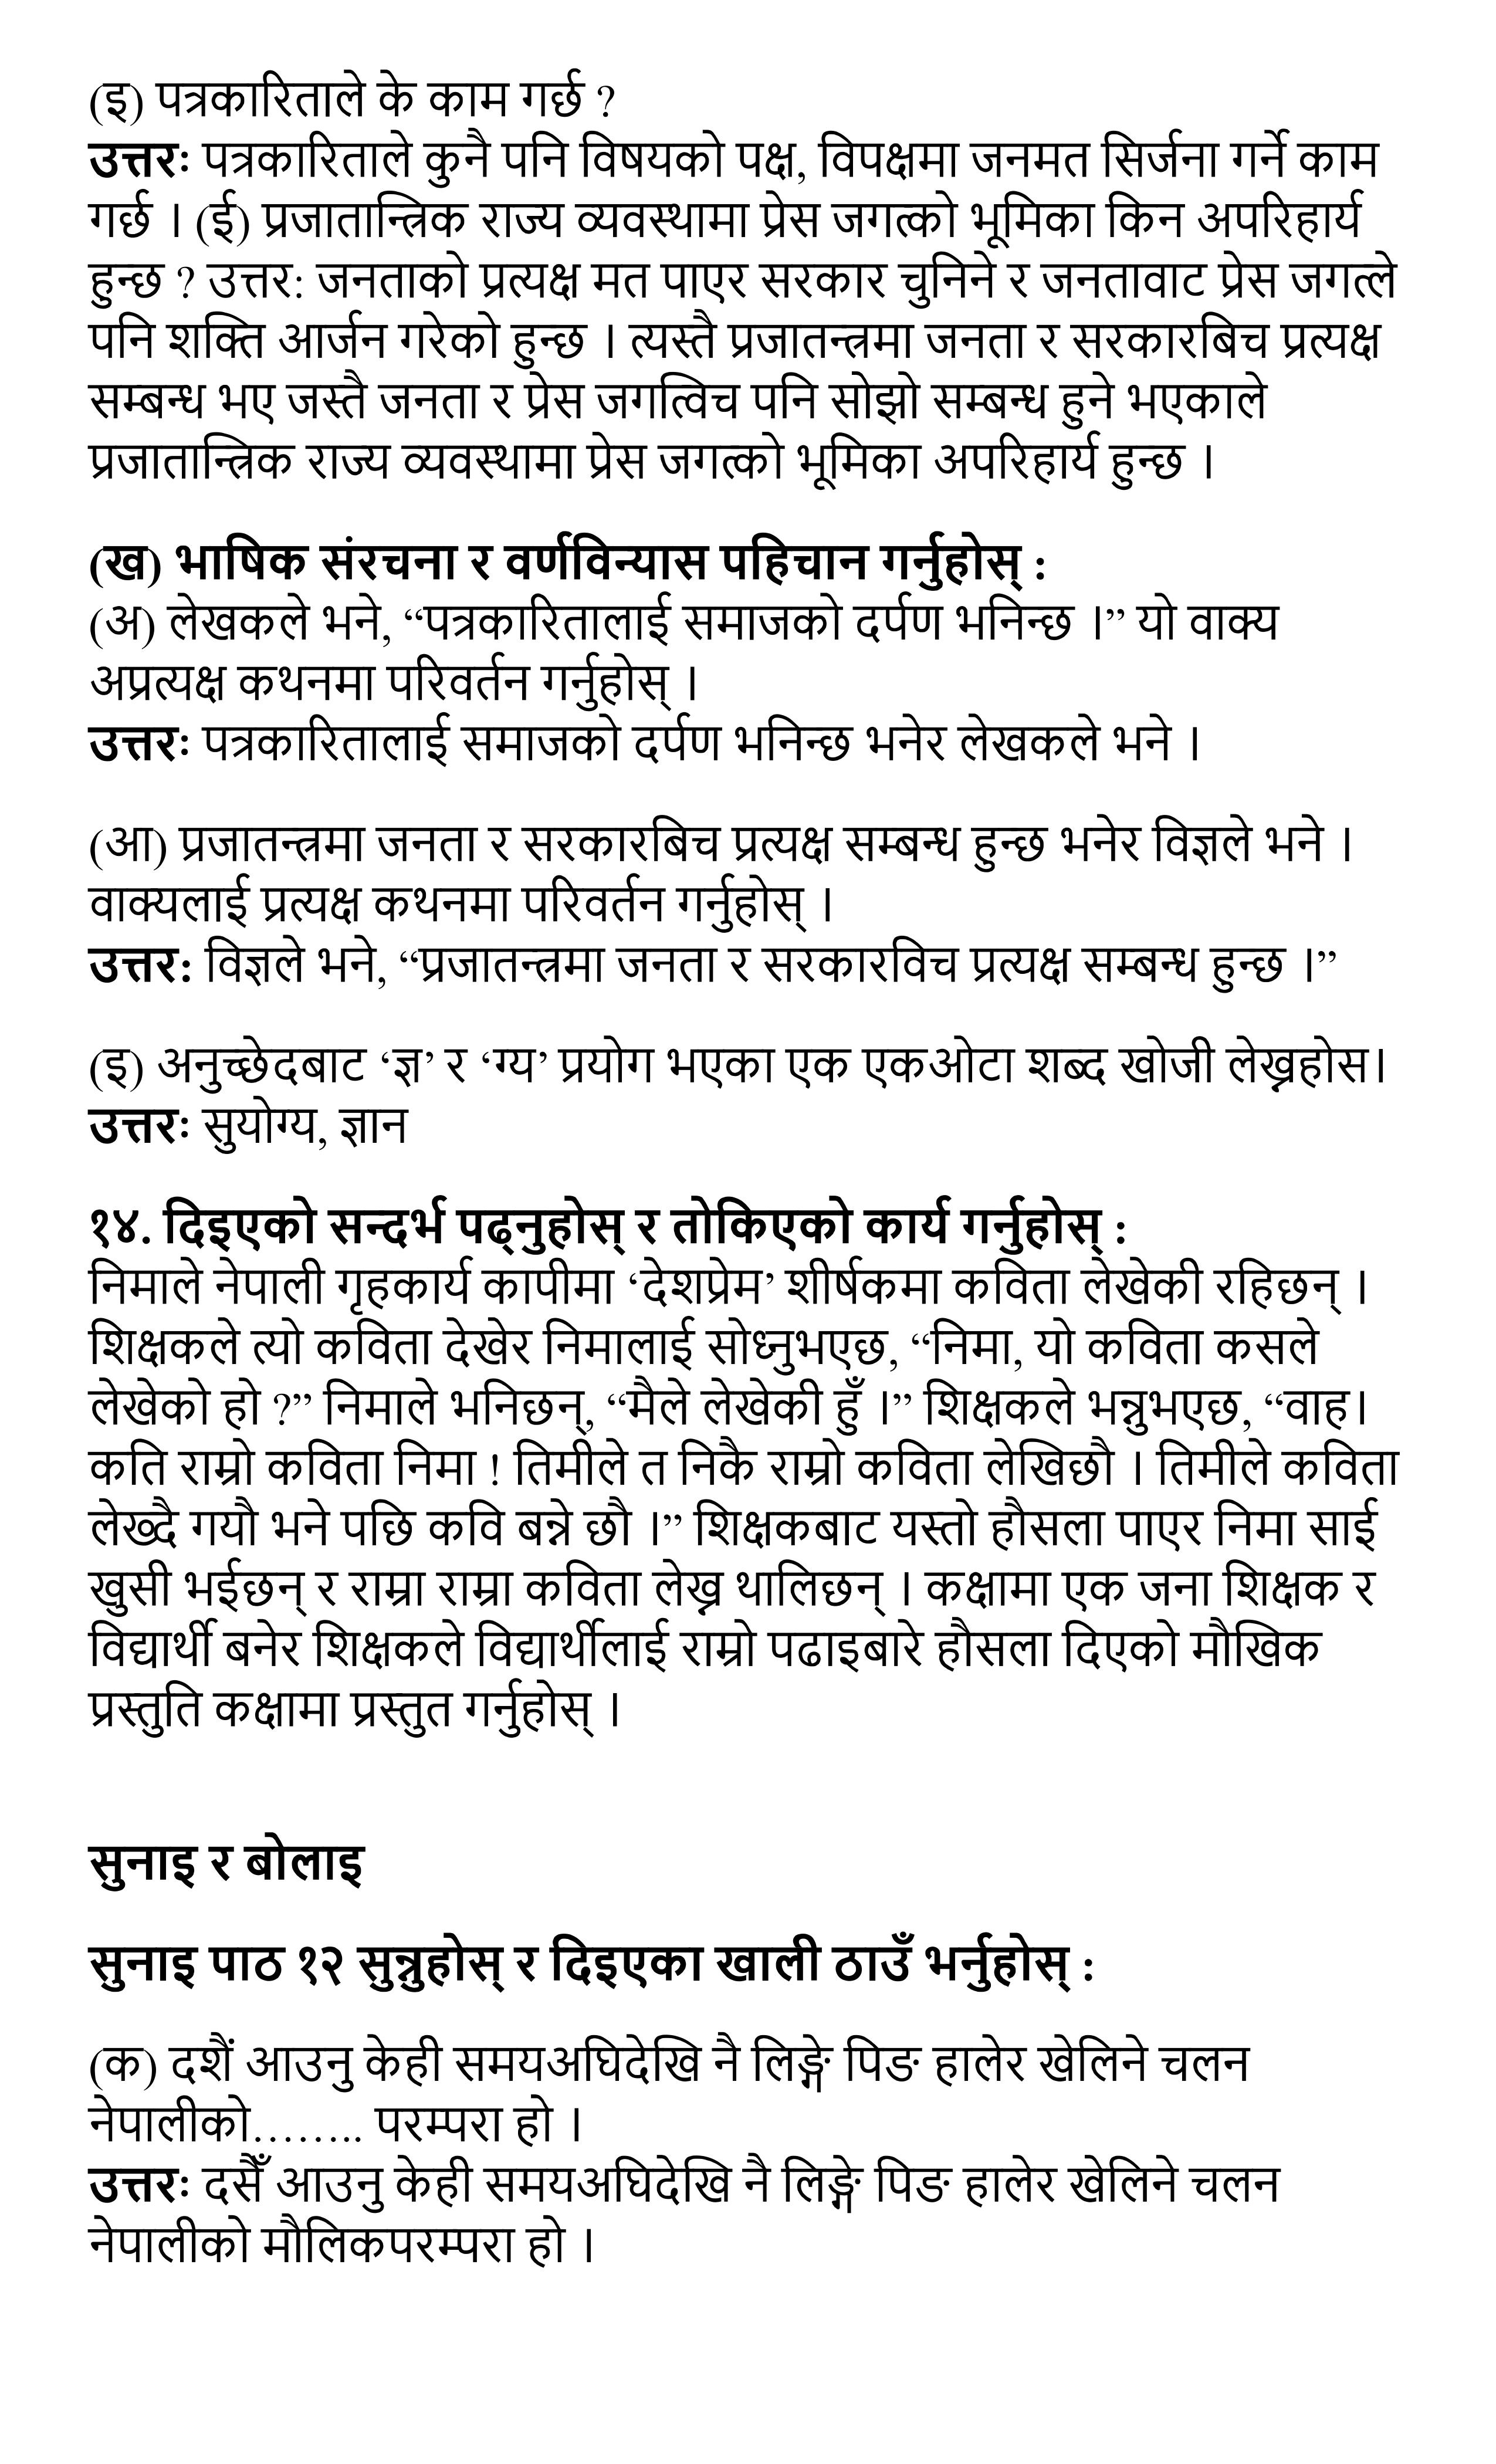 (इ) पत्रकारिताले के काम गर्छ ?
उत्तरः पत्रकारिताले कुनै पनि विषयको पक्ष, विपक्षमा जनमत सिर्जना गर्ने काम
गर्छ । (ई) प्रजातान्त्रिक राज्य व्यवस्थामा प्रेस जगत्को भूमिका किन अपरिहार्य
हुन्छ ? उत्तर: जनताको प्रत्यक्ष मत पाएर सरकार चुनिने र जनतावाट प्रेस जगत्ले
पनि शक्ति आर्जन गरेको हुन्छ । त्यस्तै प्रजातन्त्रमा जनता र सरकारबिच प्रत्यक्ष
सम्बन्ध भए जस्तै जनता र प्रेस जगत्विच पनि सोझो सम्बन्ध हुने भएकाले
प्रजातान्त्रिक राज्य व्यवस्थामा प्रेस जगत्को भूमिका अपरिहार्य हुन्छ ।
(ख) भाषिक संरचना र वर्णविन्यास पहिचान गर्नुहोस् :
(अ) लेखकले भने, “पत्रकारितालाई समाजको दर्पण भनिन्छ ।” यो वाक्य
अप्रत्यक्ष कथनमा परिवर्तन गर्नुहोस् ।
उत्तरः पत्रकारितालाई समाजको दर्पण भनिन्छ भनेर लेखकले भने ।
(आ) प्रजातन्त्रमा जनता र सरकारबिच प्रत्यक्ष सम्बन्ध हुन्छ भनेर विज्ञले भने ।
वाक्यलाई प्रत्यक्ष कथनमा परिवर्तन गर्नुहोस् ।
उत्तर: विज्ञले भने, “प्रजातन्त्रमा जनता र सरकारविच प्रत्यक्ष सम्बन्ध हुन्छ ।”
(इ) अनुच्छेदबाट ‘ज्ञ’ र ‘ग्य’ प्रयोग भएका एक एकओटा शब्द खोजी लेख्नुहोस।
उत्तरः सुयोग्य, ज्ञान
१४. दिइएको सन्दर्भ पढ्नुहोस् र तोकिएको कार्य गर्नुहोस् :
निमाले नेपाली गृहकार्य कापीमा ‘देशप्रेम’ शीर्षकमा कविता लेखेकी रहिछन् ।
शिक्षकले त्यो कविता देखेर निमालाई सोध्नुभएछ, “निमा, यो कविता कसले
लेखेको हो ?” निमाले भनिछन्, “मैले लेखेकी हुँ ।” शिक्षकले भन्नुभएछ, “वाह।
कति राम्रो कविता निमा ! तिमीले त निकै राम्रो कविता लेखिछौ । तिमीले कविता
लेख्दै गयौ भने पछि कवि बन्ने छौ ।” शिक्षकबाट यस्तो हौसला पाएर निमा साई
खुसी भईछन् र राम्रा राम्रा कविता लेख्न थालिछन् । कक्षामा एक जना शिक्षक र
विद्यार्थी बनेर शिक्षकले विद्यार्थीलाई राम्रो पढाइबारे हौसला दिएको मौखिक
प्रस्तुति कक्षामा प्रस्तुत गर्नुहोस् ।
सुनाइ र बोलाइ
सुनाइ पाठ १२ सुन्नुहोस् र दिइएका खाली ठाउँ भर्नुहोस् :
(क) दशैं आउनु केही समयअघिदेखि नै लिङ्गे पिङ हालेर खेलिने चलन
नेपालीको…….. परम्परा हो ।
उत्तरः दसैँ आउनु केही समयअघिदेखि नै लिङ्गे पिङ हालेर खेलिने चलन
नेपालीको मौलिकपरम्परा हो ।